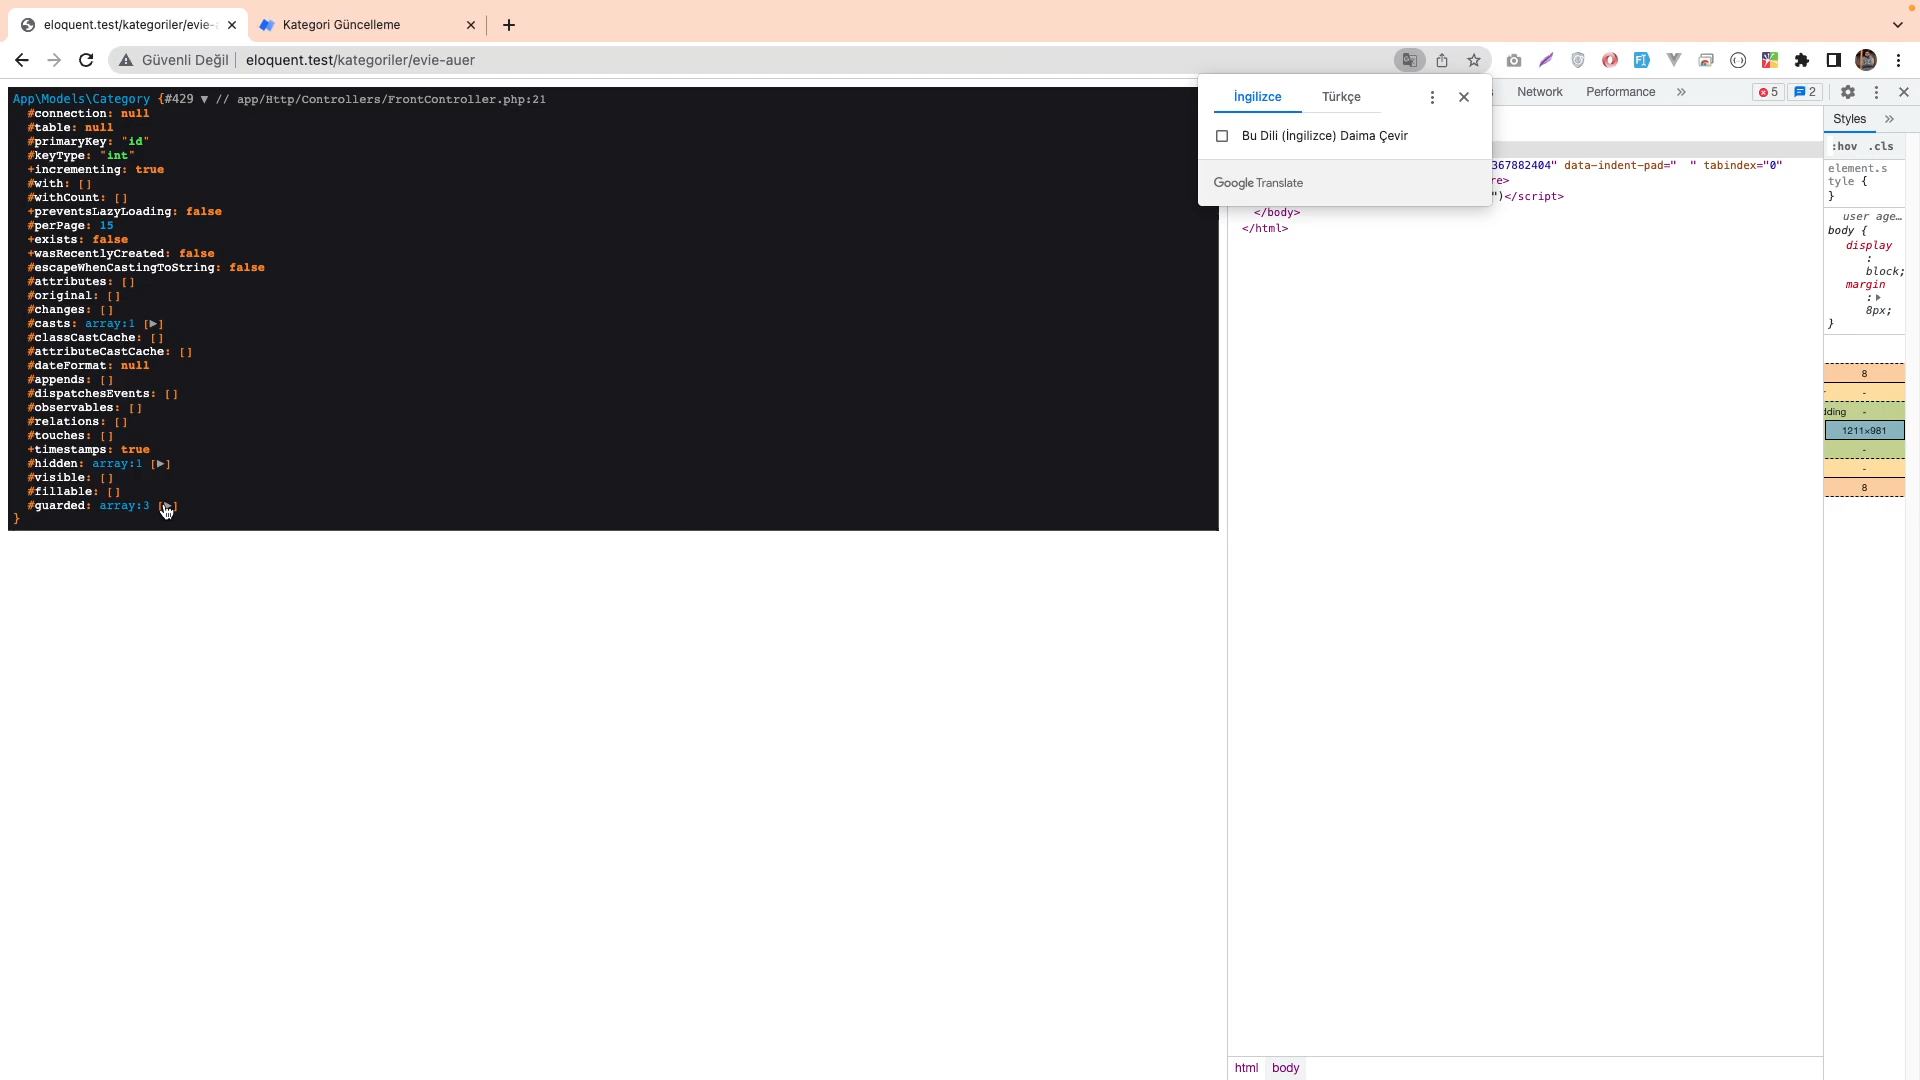 eloquent.test/kategoriler/evie-
Kategori Güncelleme
Güvenli Değil
eloquent.test/kategoriler/evie-auer
App\Models\Category {#429 ▼ // app/Http/Controllers/FrontController.php:21
#connection: null
#table: null
#primaryKey: "id"
#keyType: "int"
+incrementing: true
#with: []
#withCount: []
+preventsLazyLoading: false
#perPage: 15
+exists: false
+wasRecentlyCreated: false
#escapeWhenCastingToString: false
#attributes: []
#original: []
#changes: []
#casts: array:1 [▶]
#classCastCache: []
#attributeCastCache: []
#dateFormat: null
#appends: []
#dispatchesEvents: []
#observables: []
#relations: []
#touches: []
+timestamps: true
#hidden: array:1 [▶]
#visible: []
#fillable: []
#guarded: array:3 [▶]
}
İngilizce
Türkçe
Bu Dili (İngilizce) Daima Çevir
Google Translate
Network
Performance
5
2
367882404" data-indent-pad="  " tabindex="0"
re>
")</script>
</body>
</html>
Styles
:hov .cls
element.s
tyle {
}
user age…
body {
display
:
block;
margin
:▶
8px;
}
8
-
dding -
1211×981
-
-
8
html
body